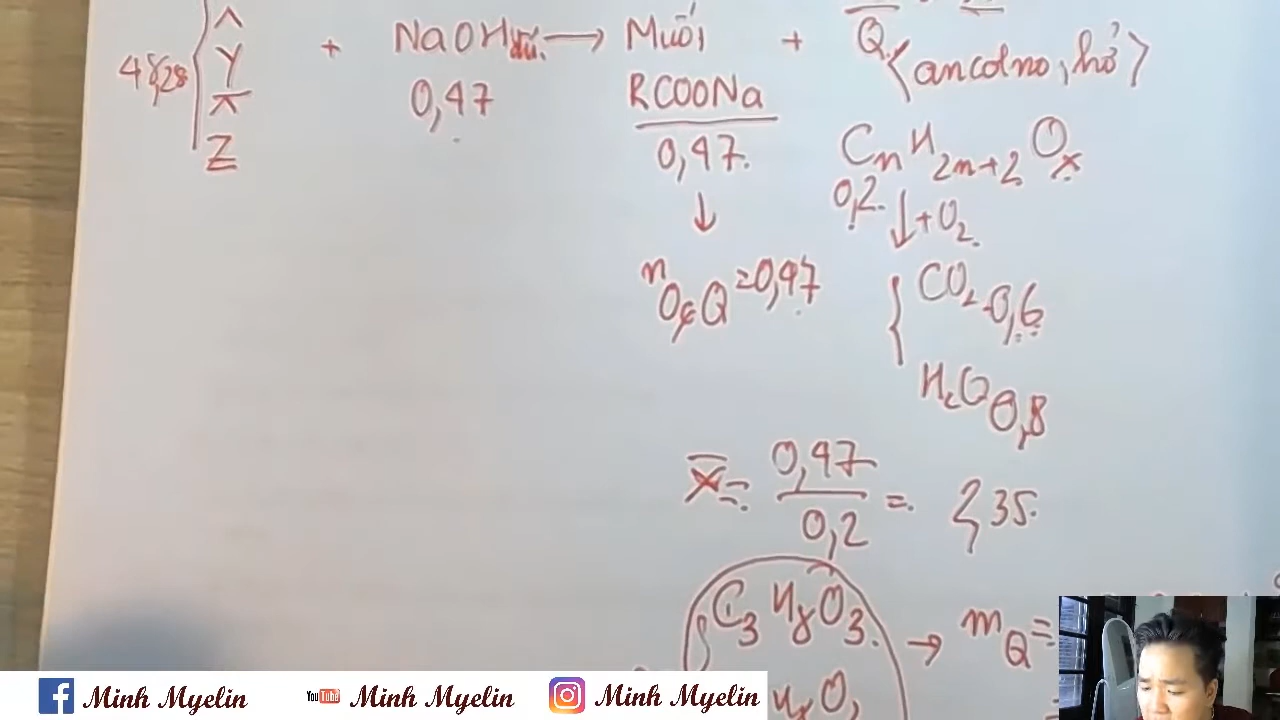 X + NaOH dư → Muối + Q
48,28 Y 0,47 RCOONa <ancol no, hở>
Z 0,47. CnH2n+2Ox
↓ 0,2. ↓ +O2
nO/Q = 0,47 CO2 0,6
H2O 0,8
x̄ = 0,47/0,2 = 2,35.
C3H8O3. → mQ =
Minh Myelin YouTube Minh Myelin Minh Myelin